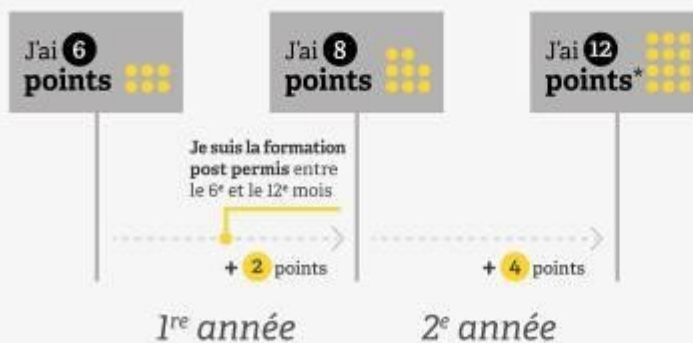 J'ai 6
points
J'ai 8
points
J'ai 12
points*
Je suis la formation
post permis entre
le 6ᵉ et le 12ᵉ mois
+ 2 points
+ 4 points
1ʳᵉ année
2ᵉ année